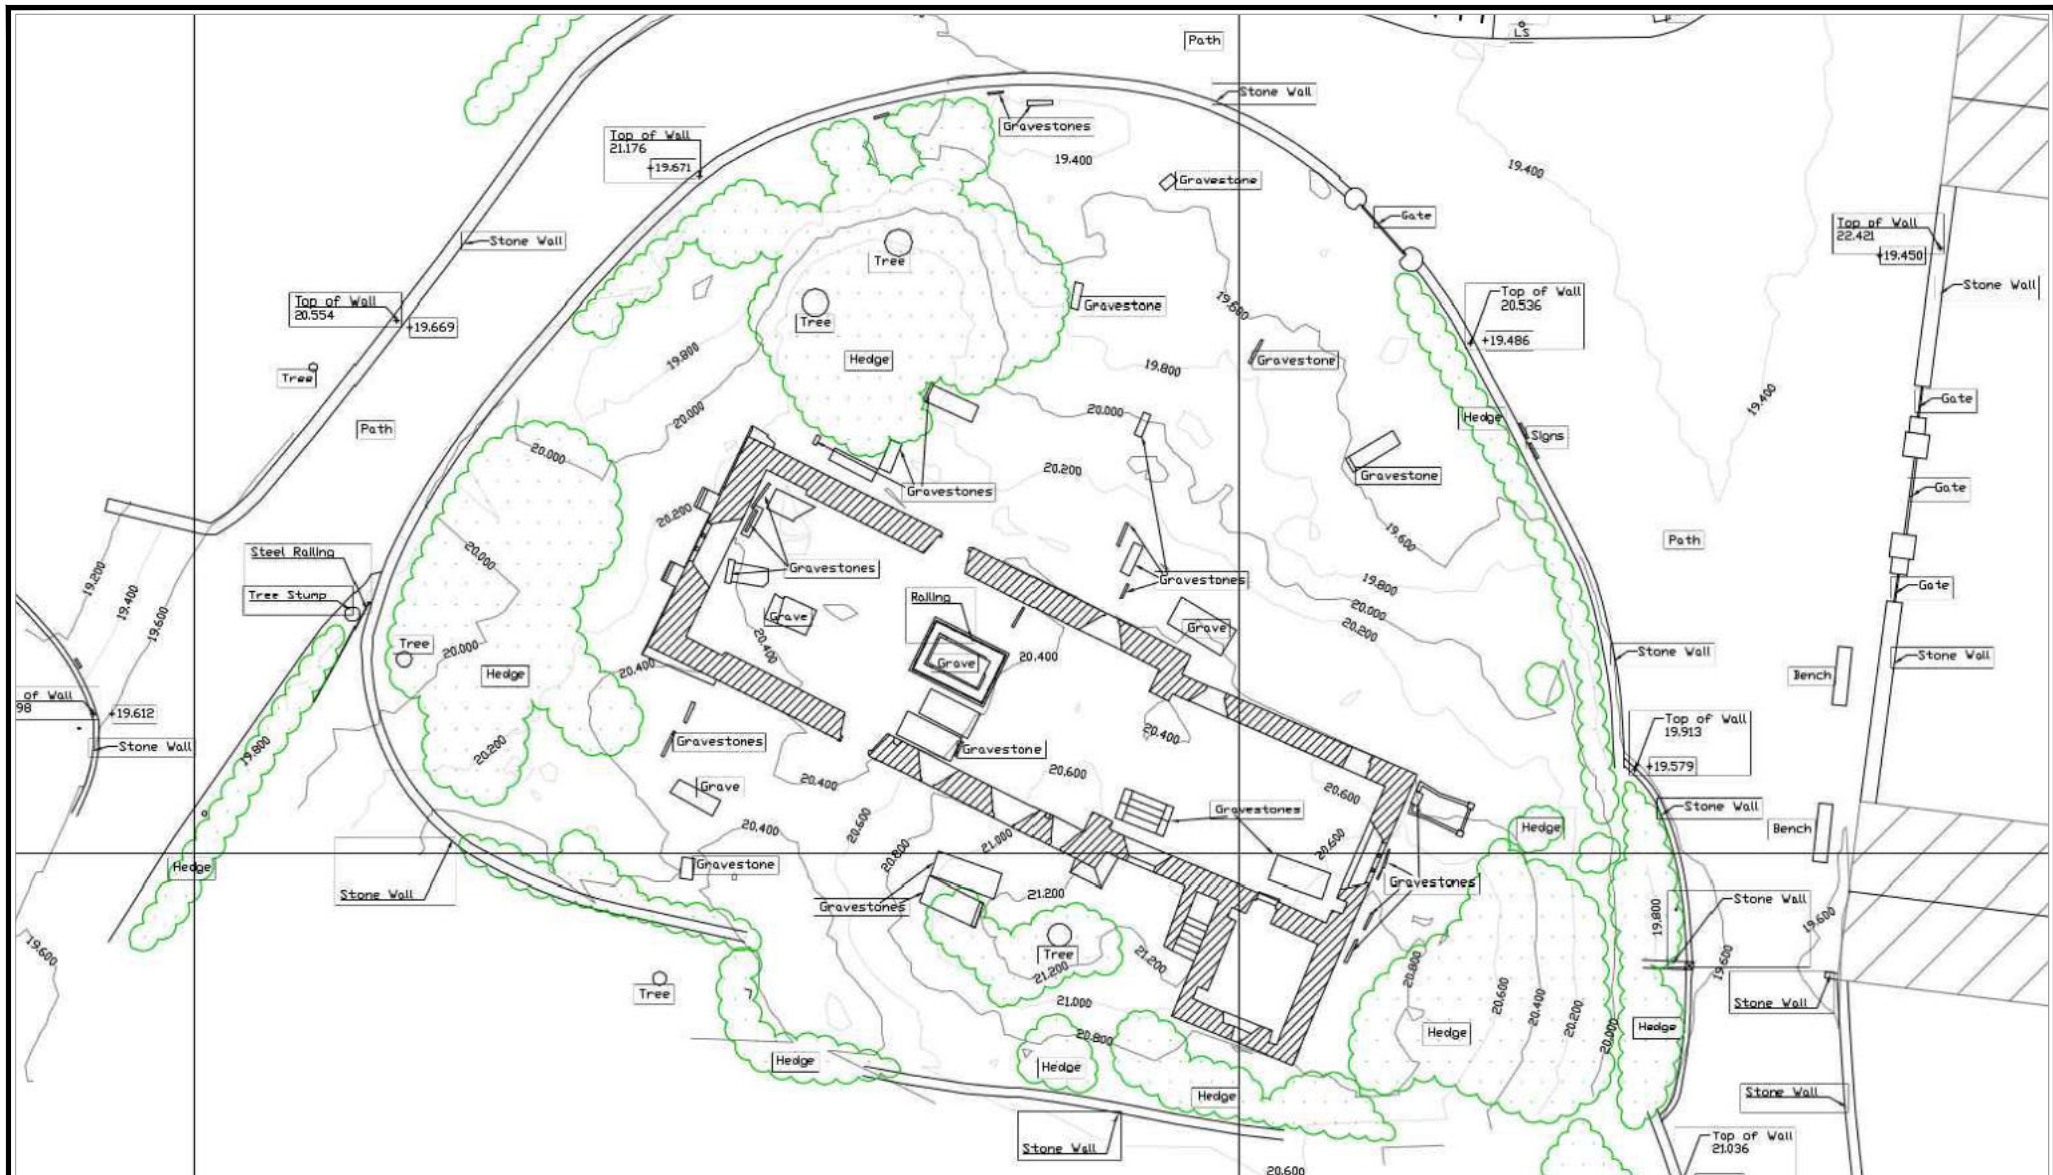 Path
LS
Stone Wall
Gravestones
Top of Wall
21.176
+19.671
19.400
19.400
Gravestone
Gate
Top of Wall
22.421
+19.450
Stone Wall
Tree
Stone Wall
Top of Wall
20.554
+19.669
Tree
Gravestone
19.600
Top of Wall
20.536
+19.486
Tree
19.800
Hedge
19.800
Gravestone
Path
20.000
20.000
Hedge
Signs
19.400
Gate
20.000
20.200
Gravestone
Gravestones
Gate
20.200
19.600
Path
Steel Railing
Tree Stump
20.000
Gravestones
Gravestones
19.800
20.000
20.200
Gate
19.200
19.400
19.600
Railing
Grave
Grave
Grave
Tree
20.000
20.400
20.400
20.400
Hedge
Stone Wall
Stone Wall
Bench
of Wall
98
+19.612
Stone Wall
19.800
20.200
Gravestones
Gravestone
20.400
Top of Wall
19.913
+19.579
Grave
20.400
20.600
20.600
Gravestones
Stone Wall
20.400
20.600
20.800
21.000
20.600
Hedge
Bench
Hedge
Gravestone
Stone Wall
Gravestones
21.200
Gravestones
19.800
Stone Wall
19.600
19.600
19.600
Tree
21.200
21.200
Tree
20.800
20.600
20.400
20.200
20.000
21.000
20.800
Stone Wall
Hedge
Hedge
Hedge
Hedge
Hedge
Stone Wall
Stone Wall
Top of Wall
21.036
20.600